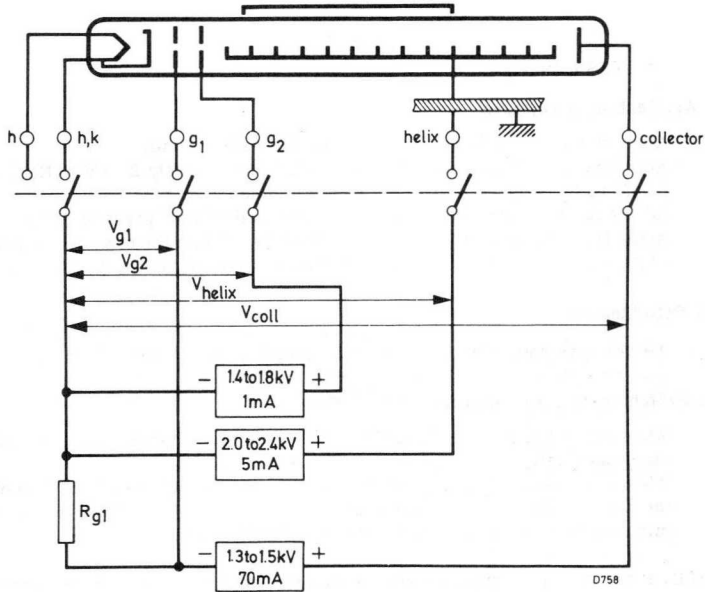 h
h,k
g1
g2
helix
collector
Vg1
Vg2
Vhelix
Vcoll
− 1.4to1.8kV +
1mA
− 2.0to2.4kV +
5mA
Rg1
− 1.3to1.5kV +
70mA
D758